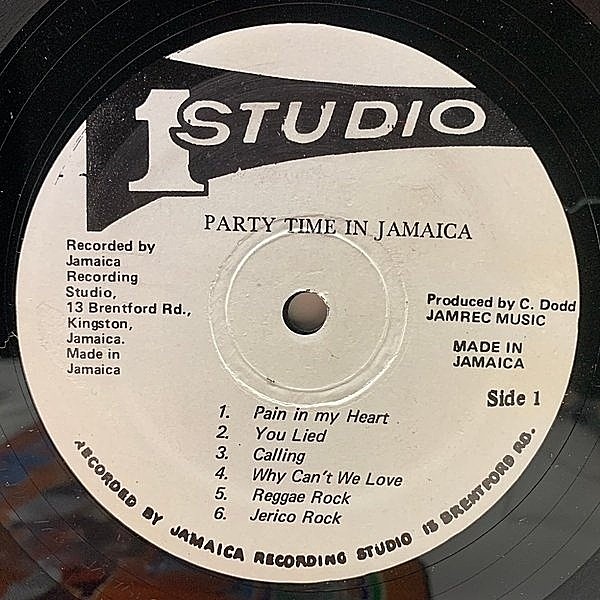 1 STUDIO
PARTY TIME IN JAMAICA
Recorded by
Jamaica
Recording
Studio,
13 Brentford Rd.,
Kingston,
Jamaica.
Made in
Jamaica
Produced by C. Dodd
JAMREC MUSIC
MADE IN
JAMAICA
Side 1
1. Pain in my Heart
2. You Lied
3. Calling
4. Why Can't We Love
5. Reggae Rock
6. Jerico Rock
RECORDED BY JAMAICA RECORDING STUDIO 13 BRENTFORD RD.